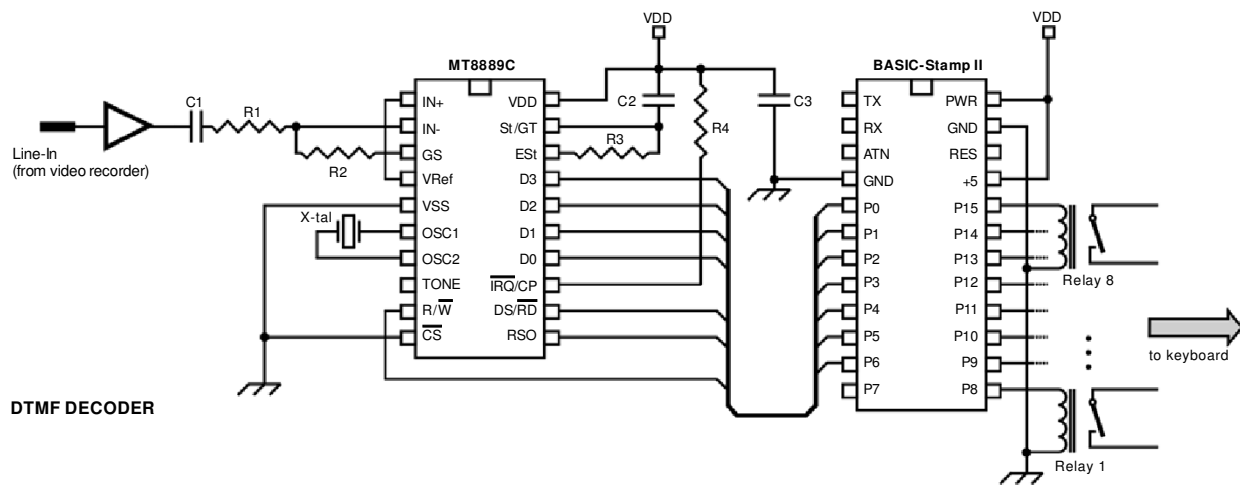 VDD
VDD
MT8889C
BASIC-Stamp II
C1
R1
IN+
VDD
C2
C3
TX
PWR
IN-
St/GT
R3
R4
RX
GND
Line-In
(from video recorder)
R2
GS
ESt
ATN
RES
VRef
D3
GND
+5
VSS
D2
P0
P15
X-tal
OSC1
D1
P1
P14
OSC2
D0
P2
P13
TONE
IRQ/CP
P3
P12
Relay 8
R/W
DS/RD
P4
P11
CS
RSO
P5
P10
to keyboard
P6
P9
P7
P8
DTMF DECODER
Relay 1